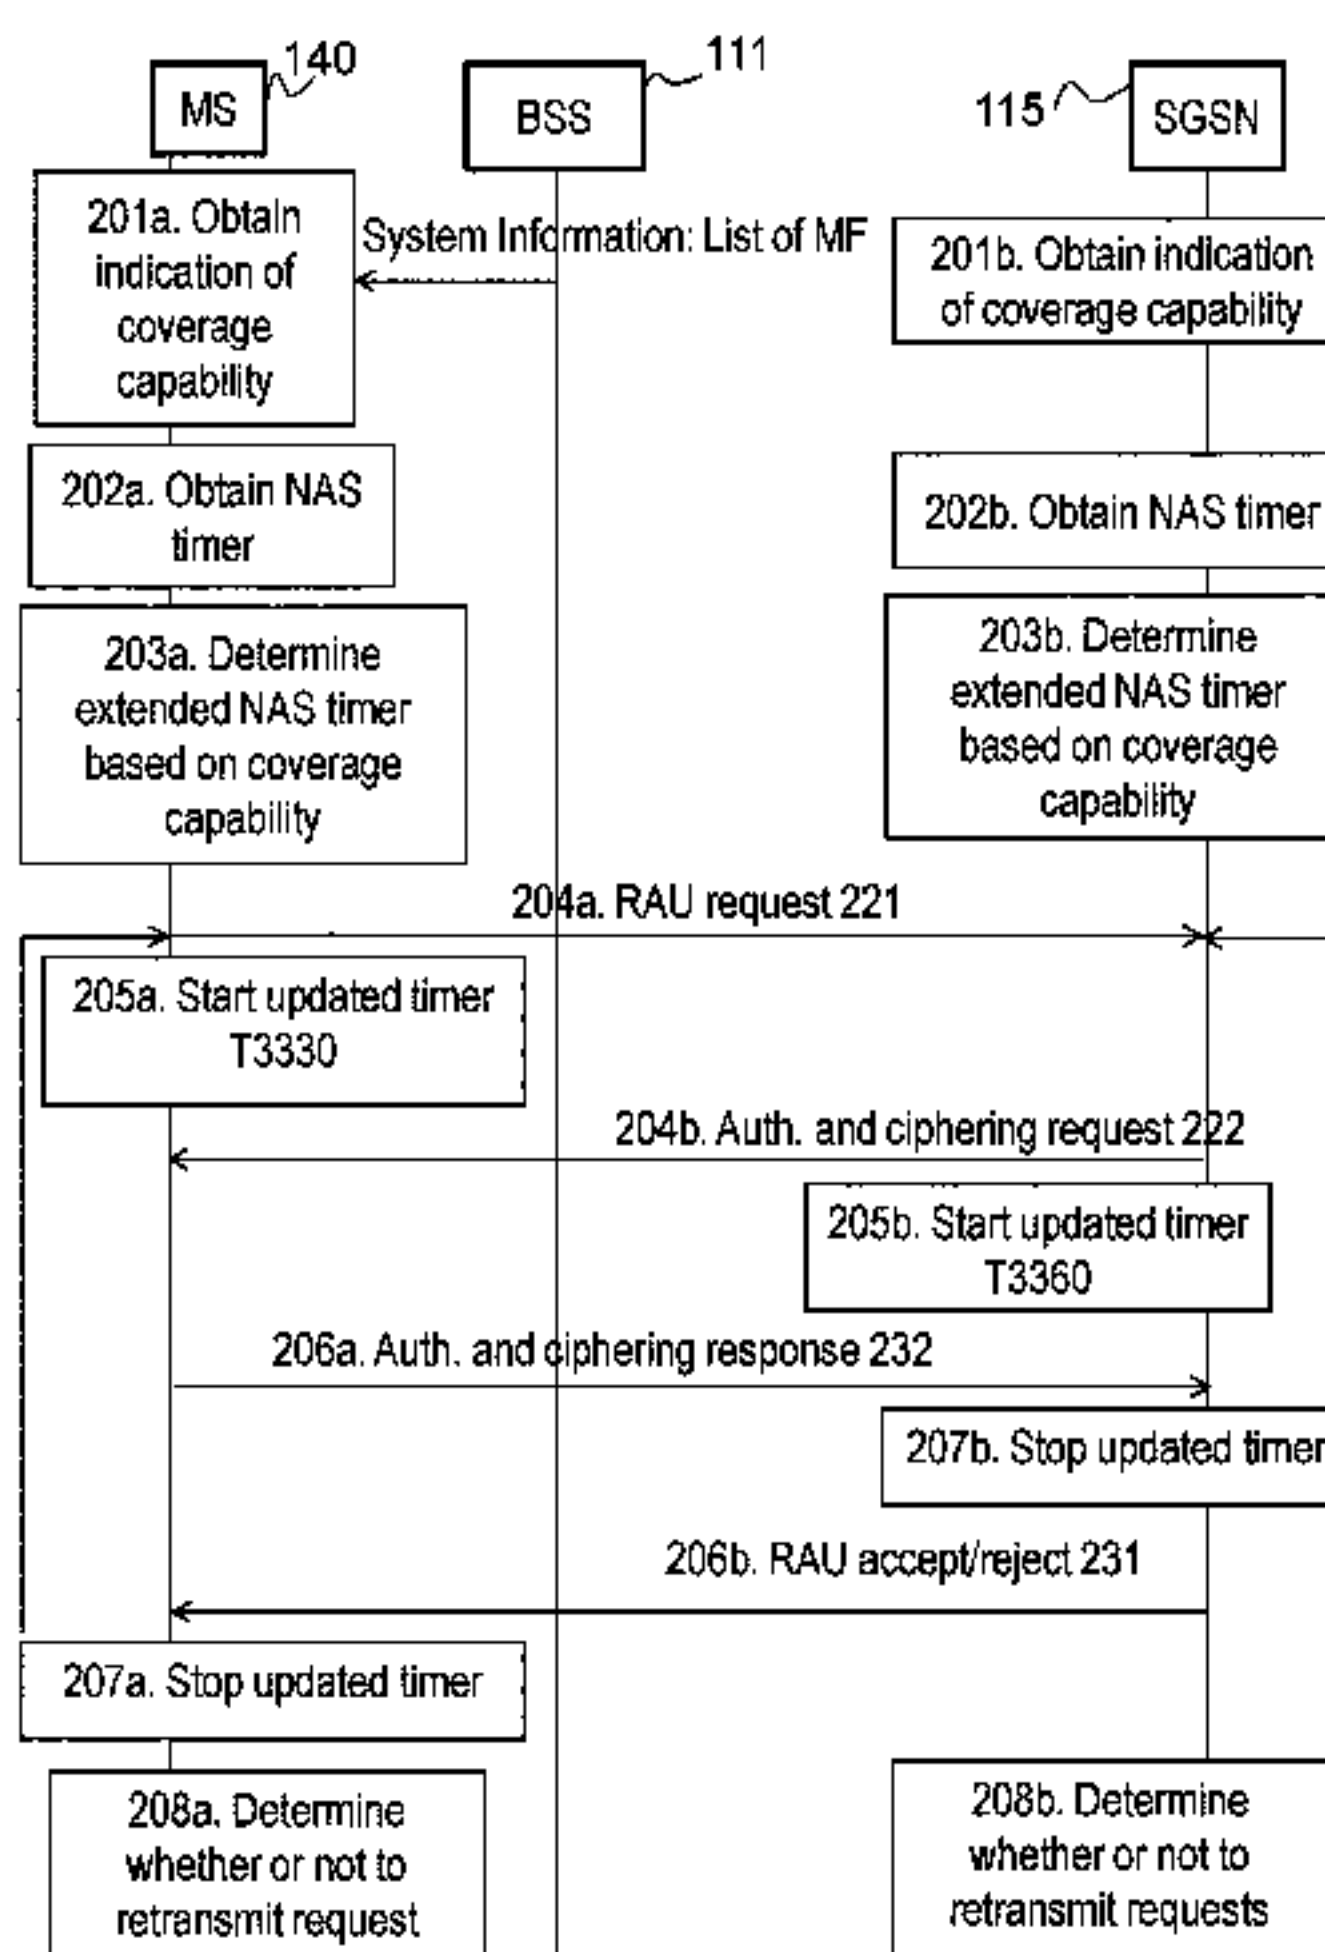 140
111
MS
BSS
115
SGSN
201a. Obtain
indication of
coverage
capability
System Information: List of MF
201b. Obtain indication
of coverage capability
202a. Obtain NAS
timer
202b. Obtain NAS timer
203a. Determine
extended NAS timer
based on coverage
capability
203b. Determine
extended NAS timer
based on coverage
capability
204a. RAU request 221
205a. Start updated timer
T3330
204b. Auth. and ciphering request 222
205b. Start updated timer
T3360
206a. Auth. and ciphering response 232
207b. Stop updated timer
206b. RAU accept/reject 231
207a. Stop updated timer
208a. Determine
whether or not to
retransmit request
208b. Determine
whether or not to
retransmit requests